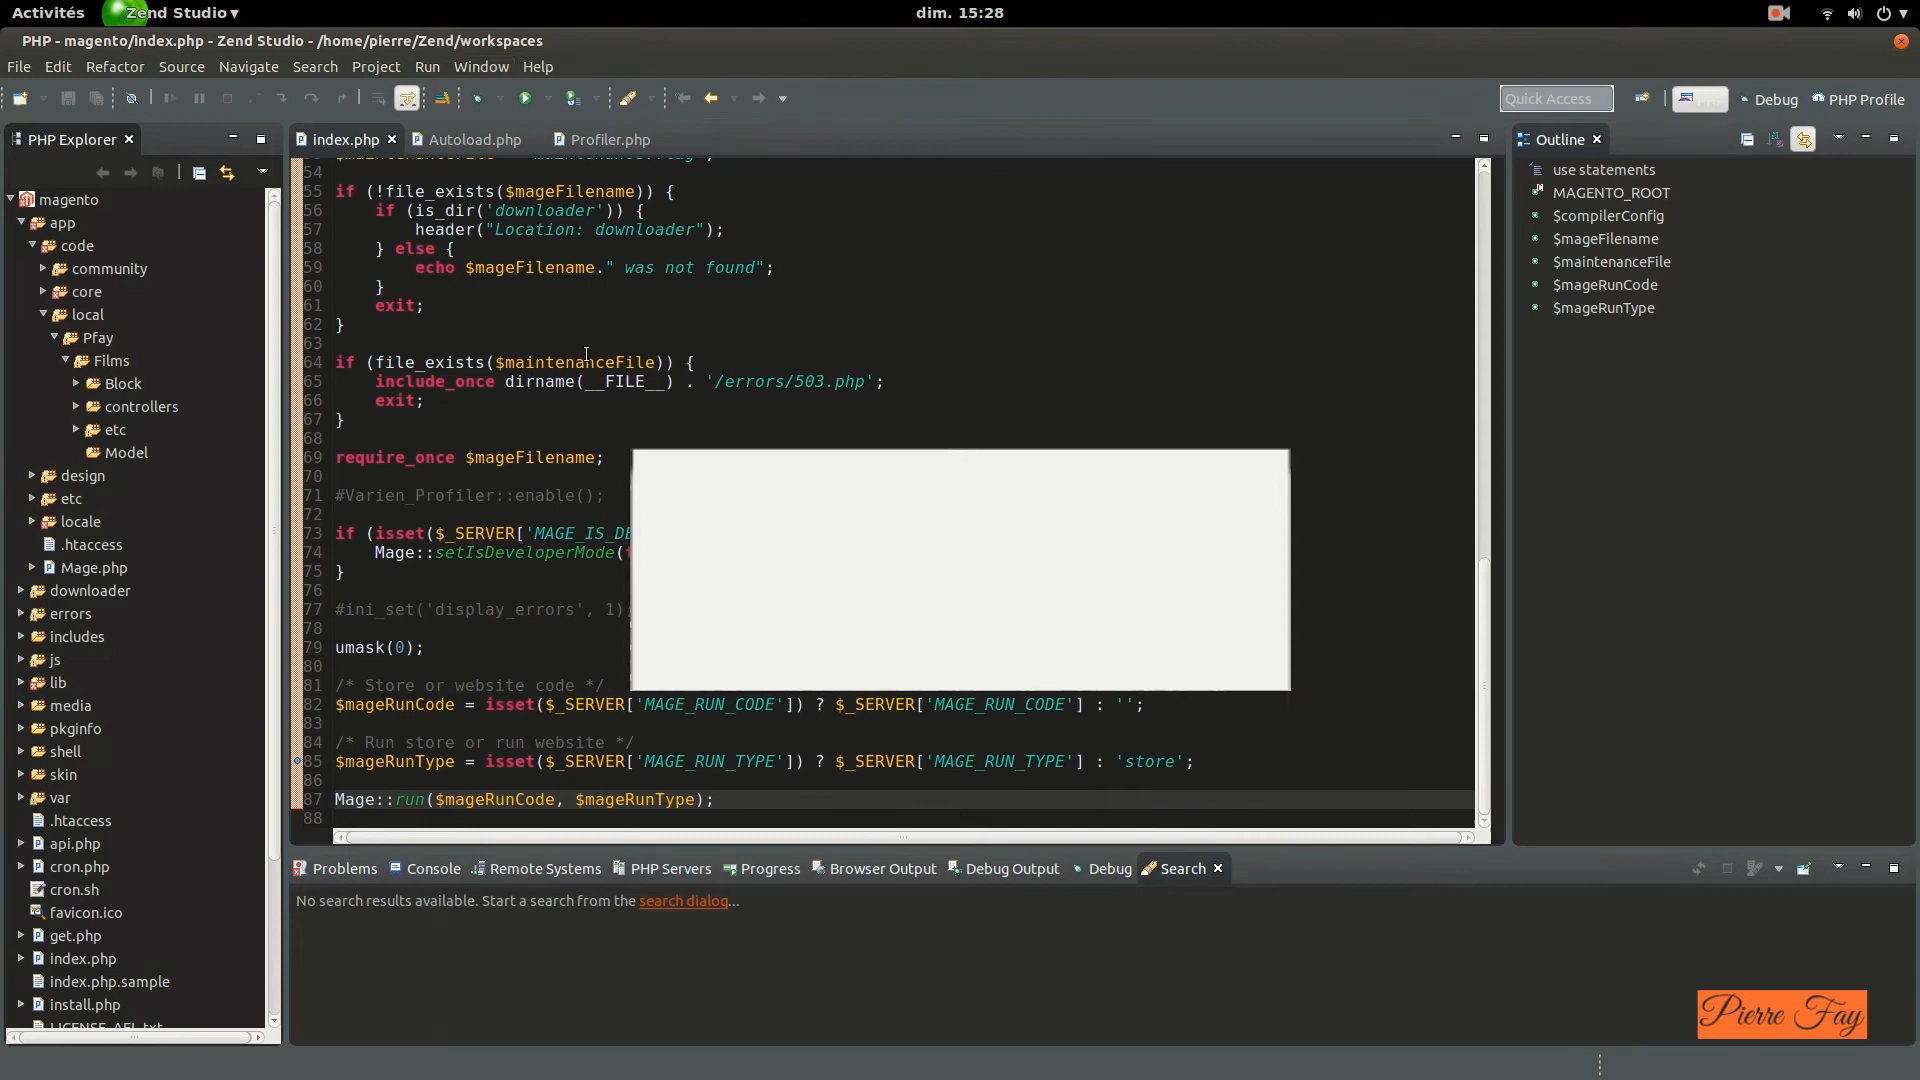 Activités
Zend Studio
dim. 15:28
PHP - magento/index.php - Zend Studio - /home/pierre/Zend/workspaces
File Edit Refactor Source Navigate Search Project Run Window Help
Quick Access
Debug
PHP Profile
PHP Explorer
magento
app
code
community
core
local
Pfay
Films
Block
controllers
etc
Model
design
etc
locale
.htaccess
Mage.php
downloader
errors
includes
js
lib
media
pkginfo
shell
skin
var
.htaccess
api.php
cron.php
cron.sh
favicon.ico
get.php
index.php
index.php.sample
install.php
LICENSE_AFL.txt
index.php
Autoload.php
Profiler.php
54
55 if (!file_exists($mageFilename)) {
56 if (is_dir('downloader')) {
57 header("Location: downloader");
58 } else {
59 echo $mageFilename." was not found";
60 }
61 exit;
62 }
63
64 if (file_exists($maintenanceFile)) {
65 include_once dirname(__FILE__) . '/errors/503.php';
66 exit;
67 }
68
69 require_once $mageFilename;
70
71 #Varien_Profiler::enable();
72
73 if (isset($_SERVER['MAGE_IS_DE
74 Mage::setIsDeveloperMode(
75 }
76
77 #ini_set('display_errors', 1);
78
79 umask(0);
80
81 /* Store or website code */
82 $mageRunCode = isset($_SERVER['MAGE_RUN_CODE']) ? $_SERVER['MAGE_RUN_CODE'] : '';
83
84 /* Run store or run website */
85 $mageRunType = isset($_SERVER['MAGE_RUN_TYPE']) ? $_SERVER['MAGE_RUN_TYPE'] : 'store';
86
87 Mage::run($mageRunCode, $mageRunType);
88
Outline
use statements
MAGENTO_ROOT
$compilerConfig
$mageFilename
$maintenanceFile
$mageRunCode
$mageRunType
Problems Console Remote Systems PHP Servers Progress Browser Output Debug Output Debug Search
No search results available. Start a search from the search dialog...
Pierre Fay